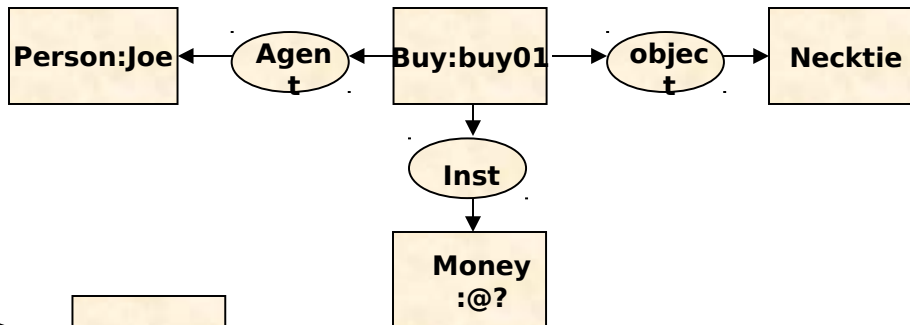 Person:Joe
Agen
t
Buy:buy01
objec
t
Necktie
Inst
Money
:@?